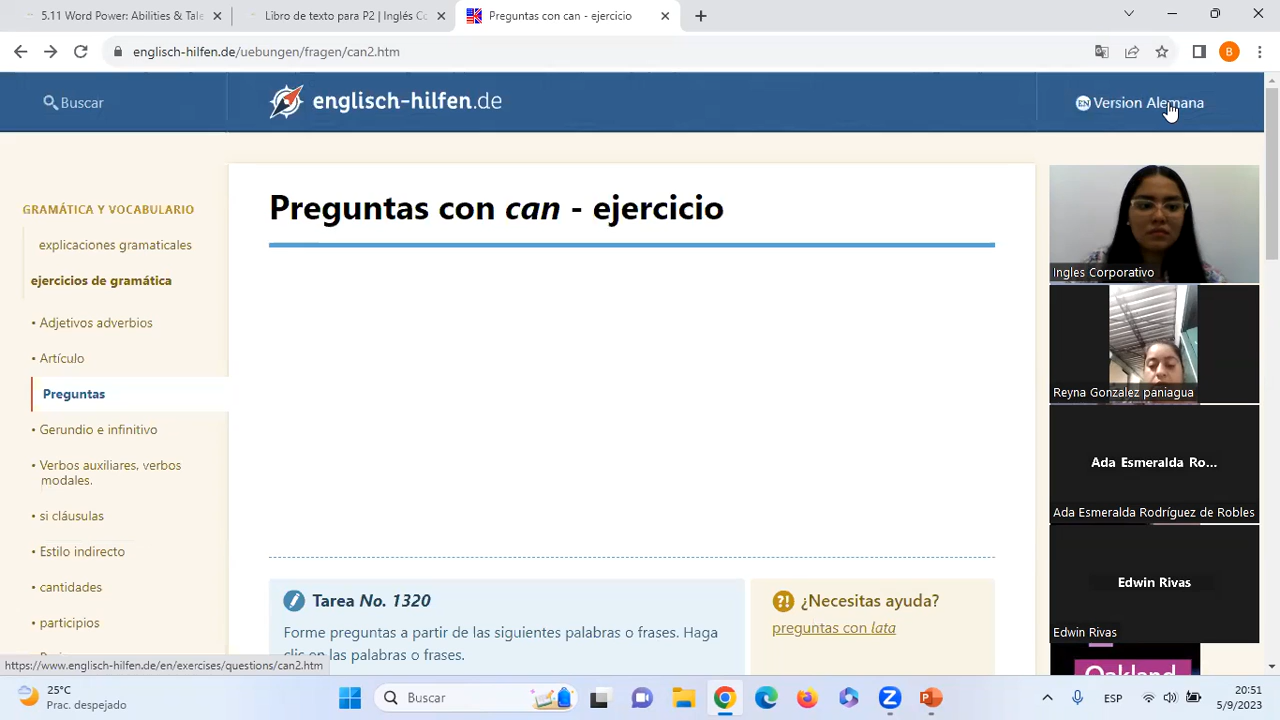 5.11 Word Power: Abilities & Tal
Libro de texto para P2 | Inglés Co
Preguntas con can - ejercicio
englisch-hilfen.de/uebungen/fragen/can2.htm
B
Buscar
englisch-hilfen.de
EN Version Alemana
GRAMÁTICA Y VOCABULARIO
explicaciones gramaticales
ejercicios de gramática
• Adjetivos adverbios
• Artículo
Preguntas
• Gerundio e infinitivo
• Verbos auxiliares, verbos
modales.
• si cláusulas
• Estilo indirecto
• cantidades
• participios
Preguntas con can - ejercicio
Tarea No. 1320
Forme preguntas a partir de las siguientes palabras o frases. Haga
clic en las palabras o frases.
?! ¿Necesitas ayuda?
preguntas con lata
Ingles Corporativo
Reyna Gonzalez paniagua
Ada Esmeralda Ro...
Ada Esmeralda Rodríguez de Robles
Edwin Rivas
Edwin Rivas
Oakland
https://www.englisch-hilfen.de/en/exercises/questions/can2.htm
25°C
Prac. despejado
Buscar
ESP
20:51
5/9/2023